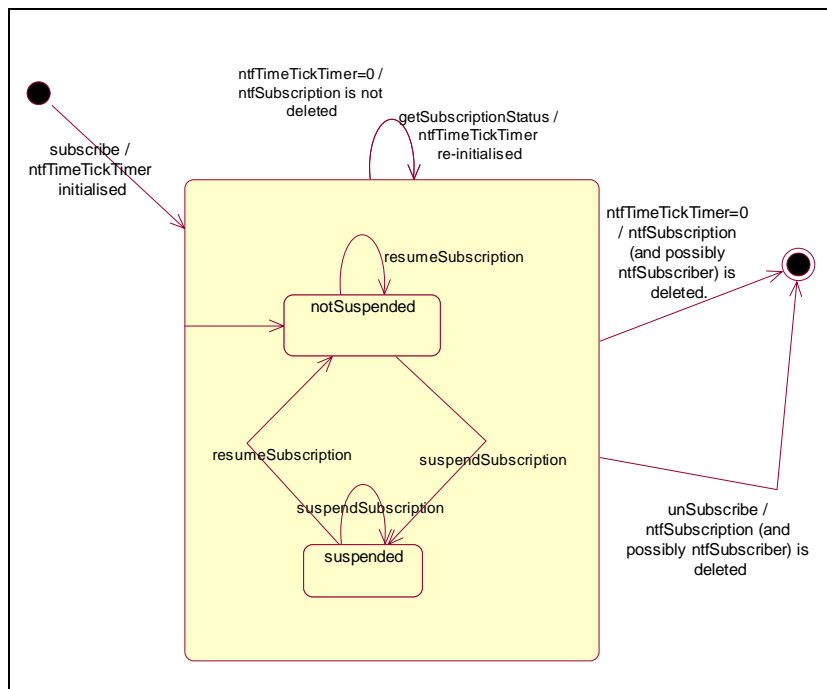 ntfTimeTickTimer=0 /
ntfSubscription is not
deleted
getSubscriptionStatus /
ntfTimeTickTimer
re-initialised
subscribe /
ntfTimeTickTimer
initialised
ntfTimeTickTimer=0
/ ntfSubscription
(and possibly
ntfSubscriber) is
deleted.
resumeSubscription
notSuspended
resumeSubscription
suspendSubscription
suspendSubscription
suspended
unSubscribe /
ntfSubscription (and
possibly ntfSubscriber) is
deleted